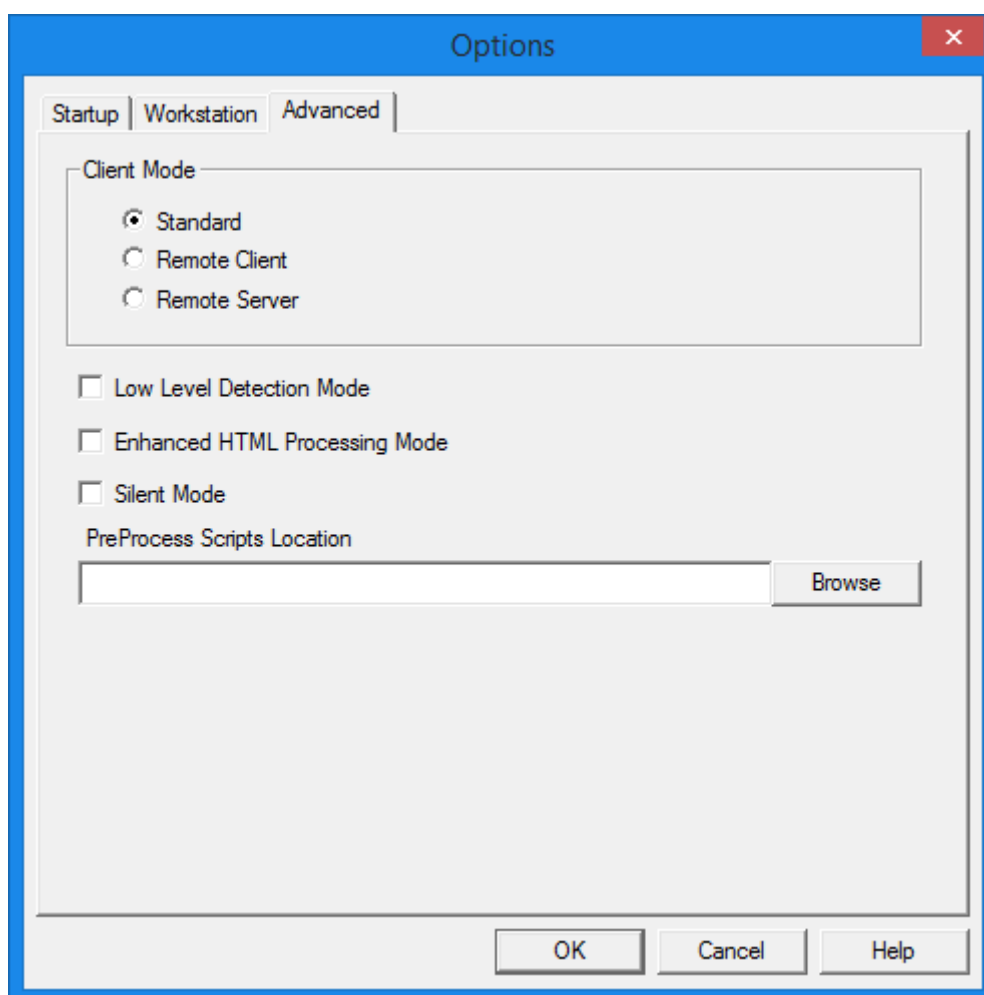 Options
Startup Workstation Advanced
Client Mode
Standard
Remote Client
Remote Server
Low Level Detection Mode
Enhanced HTML Processing Mode
Silent Mode
PreProcess Scripts Location
Browse
OK Cancel Help